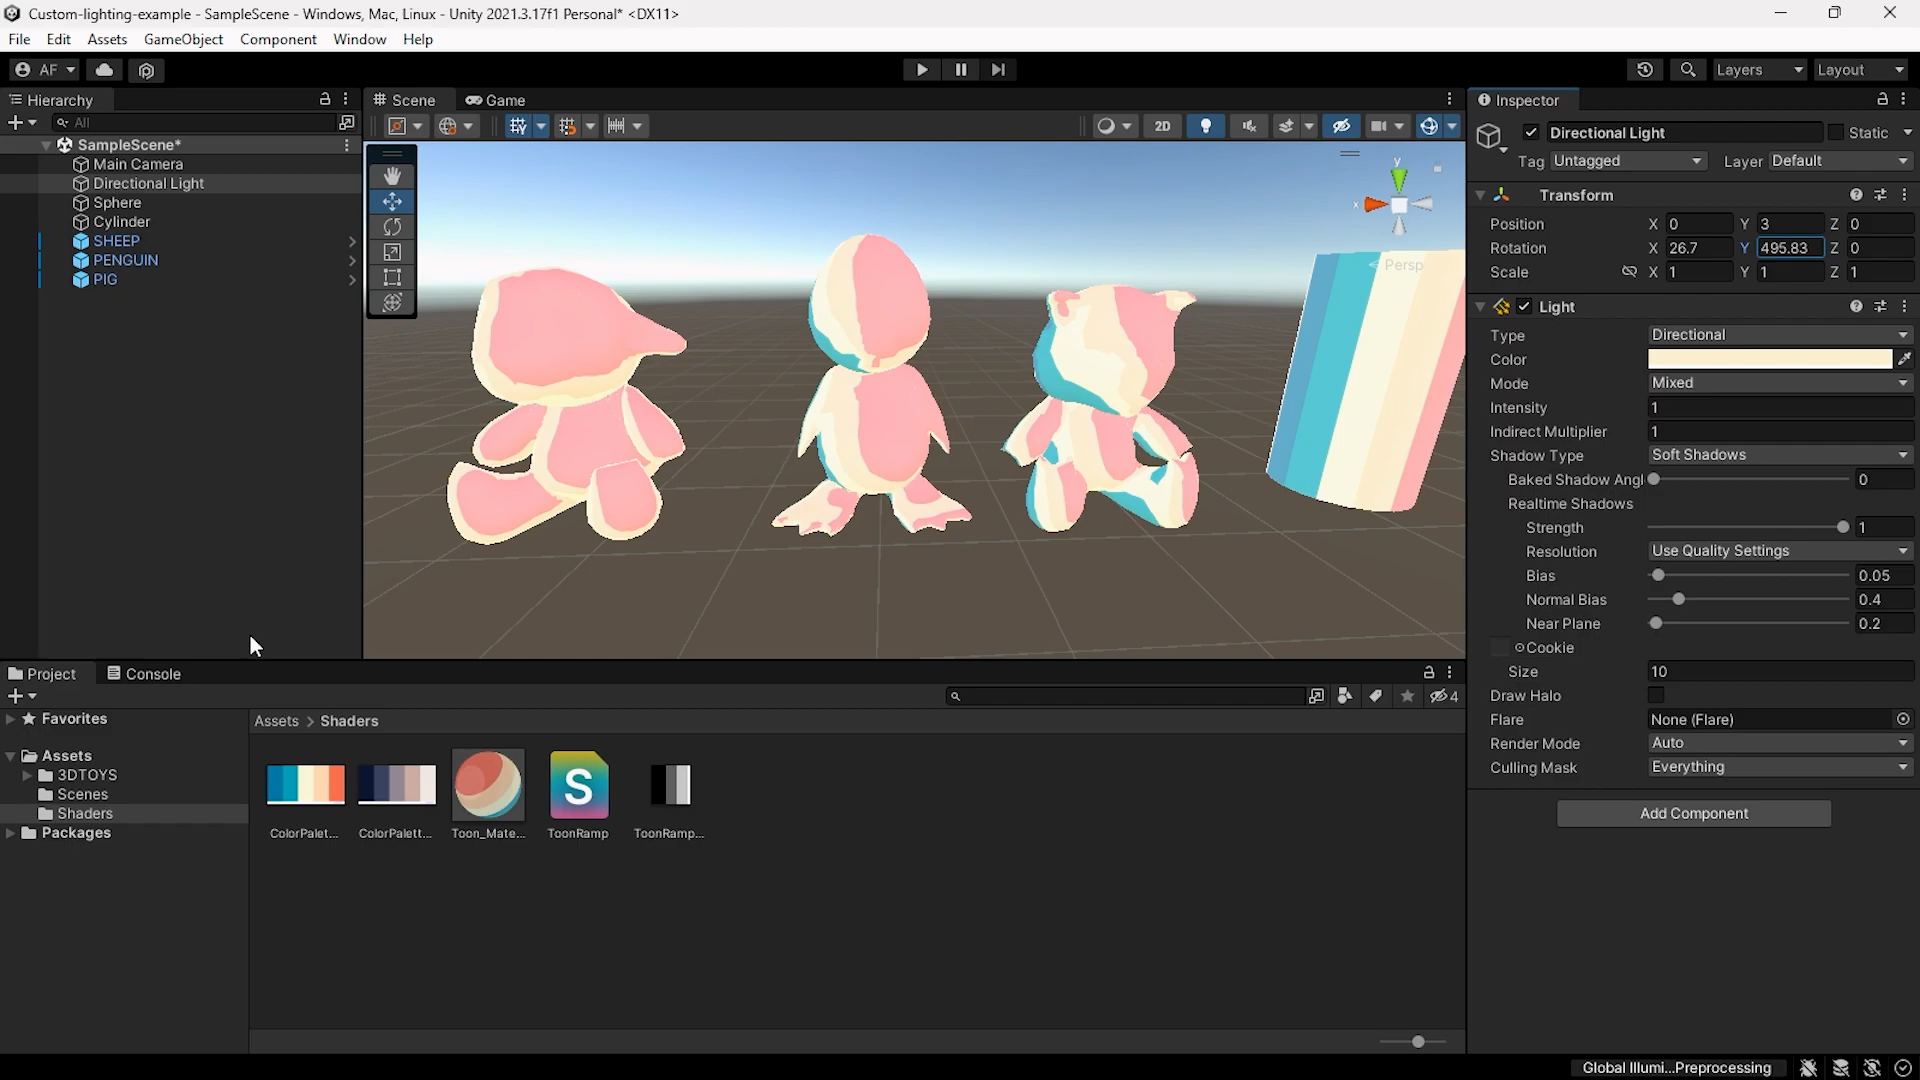 Custom-lighting-example - SampleScene - Windows, Mac, Linux - Unity 2021.3.17f1 Personal* <DX11>
File Edit Assets GameObject Component Window Help
AF Layers Layout
Hierarchy
All
SampleScene*
Main Camera
Directional Light
Sphere
Cylinder
SHEEP
PENGUIN
PIG
Scene Game
2D
y
x
< Persp
Inspector
Directional Light Static
Tag Untagged Layer Default
Transform
Position X 0 Y 3 Z 0
Rotation X 26.7 Y 495.83 Z 0
Scale X 1 Y 1 Z 1
Light
Type Directional
Color
Mode Mixed
Intensity 1
Indirect Multiplier 1
Shadow Type Soft Shadows
Baked Shadow Angl 0
Realtime Shadows
Strength 1
Resolution Use Quality Settings
Bias 0.05
Normal Bias 0.4
Near Plane 0.2
Cookie
Size 10
Draw Halo
Flare None (Flare)
Render Mode Auto
Culling Mask Everything
Add Component
Project Console
4
Favorites
Assets
3DTOYS
Scenes
Shaders
Packages
Assets > Shaders
ColorPalet... ColorPalett... Toon_Mate... ToonRamp ToonRamp...
S
Global Illumi...Preprocessing